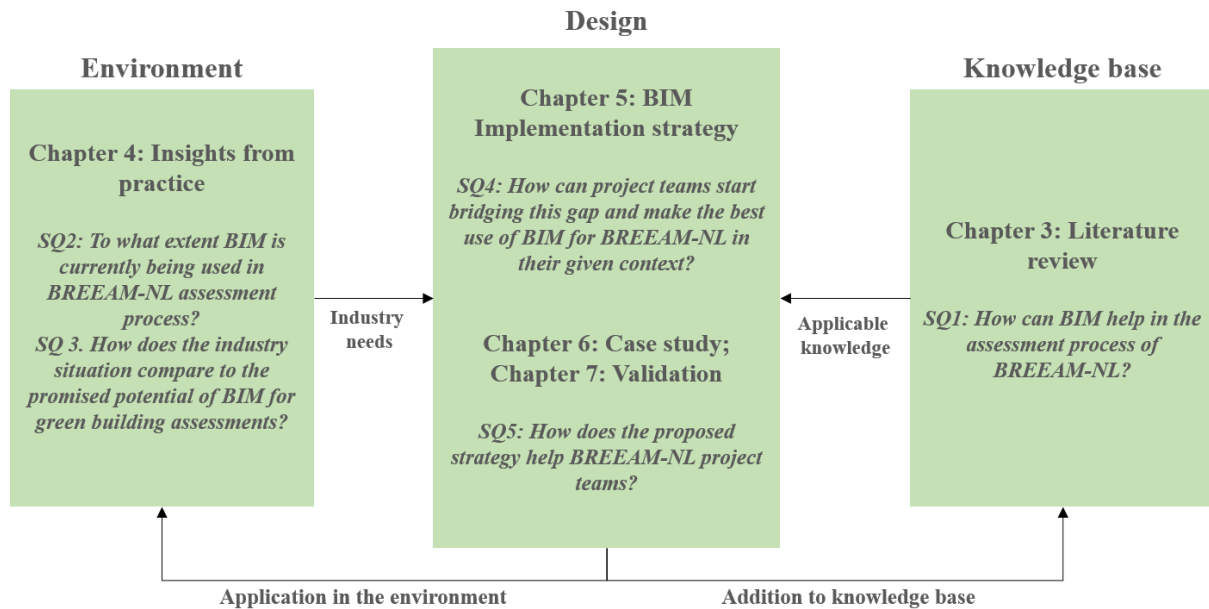 Environment
Chapter 4: Insights from
practice
SQ2: To what extent BIM is
currently being used in
BREEAM-NL assessment
process?
SQ 3. How does the industry
situation compare to the
promised potential of BIM for
green building assessments?
Industry
needs
Design
Chapter 5: BIM
Implementation strategy
SQ4: How can project teams start
bridging this gap and make the best
use of BIM for BREEAM-NL in
their given context?
Chapter 6: Case study;
Chapter 7: Validation
SQ5: How does the proposed
strategy help BREEAM-NL project
teams?
Applicable
knowledge
Knowledge base
Chapter 3: Literature
review
SQ1: How can BIM help in the
assessment process of
BREEAM-NL?
Application in the environment
Addition to knowledge base